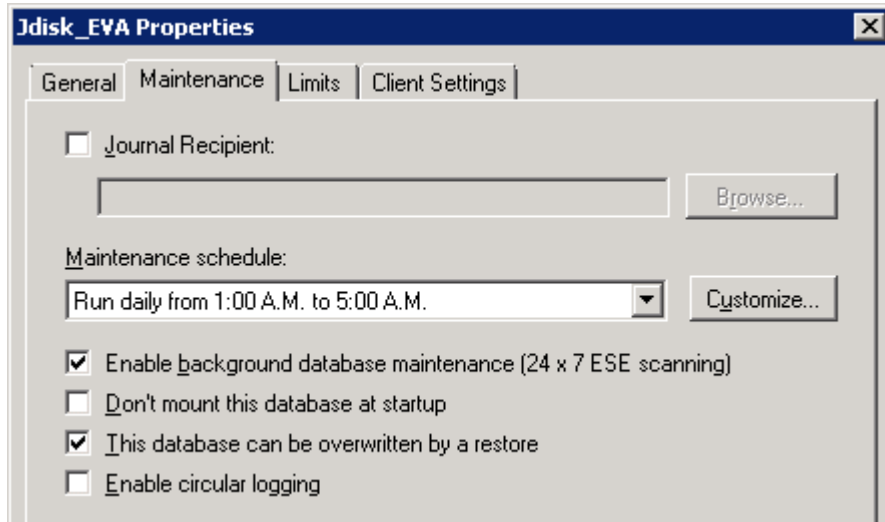 Jdisk_EVA Properties
General Maintenance Limits Client Settings
Journal Recipient:
Browse...
Maintenance schedule:
Run daily from 1:00 A.M. to 5:00 A.M. Customize...
Enable background database maintenance (24 x 7 ESE scanning)
Don't mount this database at startup
This database can be overwritten by a restore
Enable circular logging